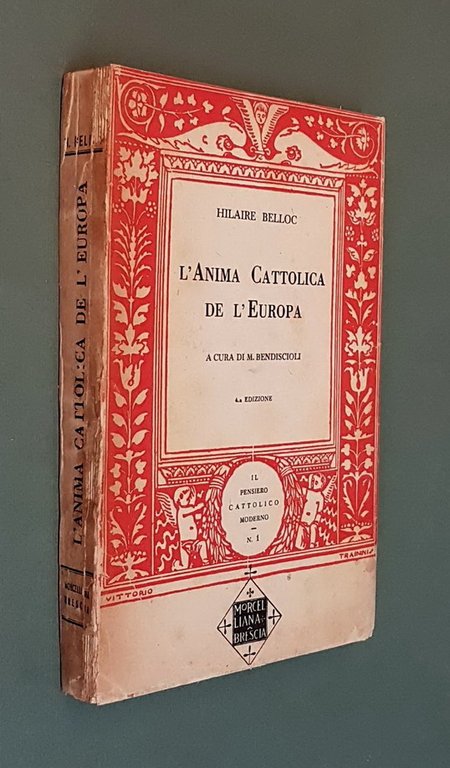 HILAIRE BELLOC
L'ANIMA CATTOLICA
DE L'EUROPA
A CURA DI M. BENDISCIOLI
4.a EDIZIONE
IL
PENSIERO
CATTOLICO
MODERNO
N. 1
VITTORIO
MORCEL
LIANA
BRESCIA
L'ANIMA CATTOLICA DE L'EUROPA
BRESCIA